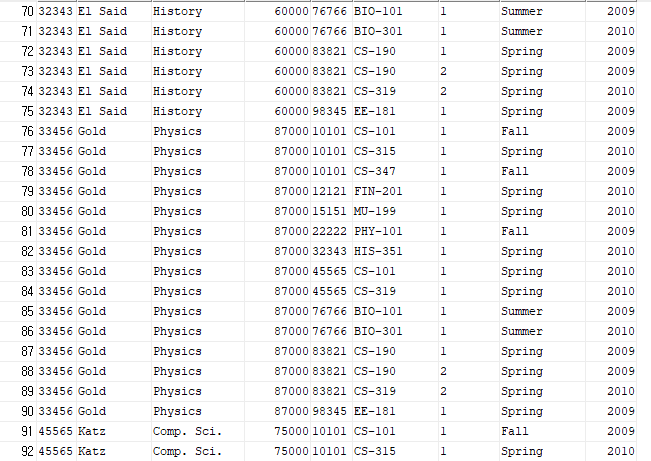 70 32343 El Said History 60000 76766 BIO-101 1 Summer 2009
71 32343 El Said History 60000 76766 BIO-301 1 Summer 2010
72 32343 El Said History 60000 83821 CS-190 1 Spring 2009
73 32343 El Said History 60000 83821 CS-190 2 Spring 2009
74 32343 El Said History 60000 83821 CS-319 2 Spring 2010
75 32343 El Said History 60000 98345 EE-181 1 Spring 2009
76 33456 Gold Physics 87000 10101 CS-101 1 Fall 2009
77 33456 Gold Physics 87000 10101 CS-315 1 Spring 2010
78 33456 Gold Physics 87000 10101 CS-347 1 Fall 2009
79 33456 Gold Physics 87000 12121 FIN-201 1 Spring 2010
80 33456 Gold Physics 87000 15151 MU-199 1 Spring 2010
81 33456 Gold Physics 87000 22222 PHY-101 1 Fall 2009
82 33456 Gold Physics 87000 32343 HIS-351 1 Spring 2010
83 33456 Gold Physics 87000 45565 CS-101 1 Spring 2010
84 33456 Gold Physics 87000 45565 CS-319 1 Spring 2010
85 33456 Gold Physics 87000 76766 BIO-101 1 Summer 2009
86 33456 Gold Physics 87000 76766 BIO-301 1 Summer 2010
87 33456 Gold Physics 87000 83821 CS-190 1 Spring 2009
88 33456 Gold Physics 87000 83821 CS-190 2 Spring 2009
89 33456 Gold Physics 87000 83821 CS-319 2 Spring 2010
90 33456 Gold Physics 87000 98345 EE-181 1 Spring 2009
91 45565 Katz Comp. Sci. 75000 10101 CS-101 1 Fall 2009
92 45565 Katz Comp. Sci. 75000 10101 CS-315 1 Spring 2010